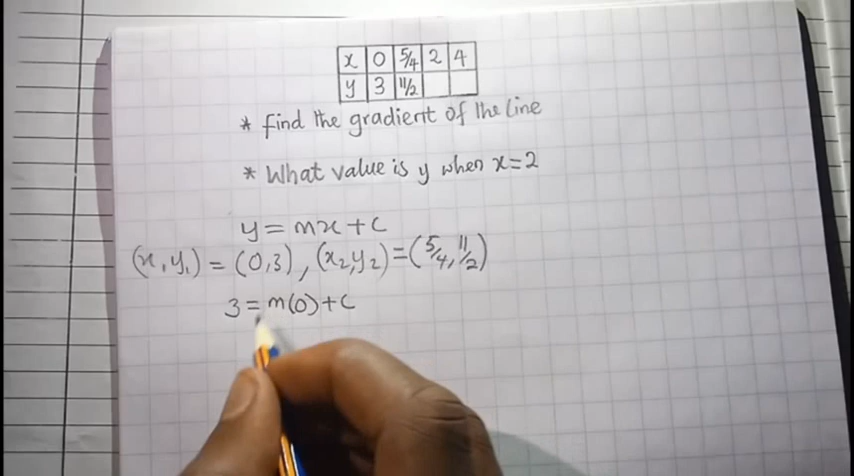 x 0 5/4 2 4
y 3 11/2
* find the gradient of the line
* What value is y when x=2
y = mx + c
(x1, y1) = (0,3), (x2, y2) = (5/4, 11/2)
3 = m(0) + c